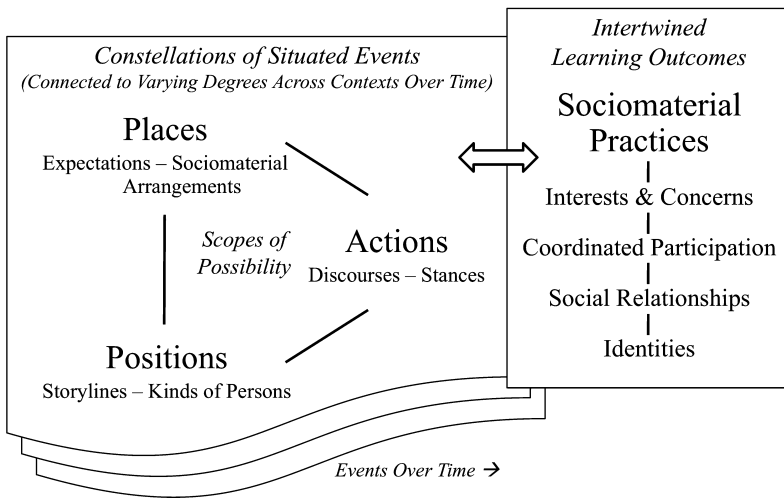 Constellations of Situated Events
(Connected to Varying Degrees Across Contexts Over Time)
Places
Expectations – Sociomaterial
Arrangements
Scopes of
Possibility
Actions
Discourses – Stances
Positions
Storylines – Kinds of Persons
Events Over Time →
Intertwined
Learning Outcomes
Sociomaterial
Practices
Interests & Concerns
Coordinated Participation
Social Relationships
Identities